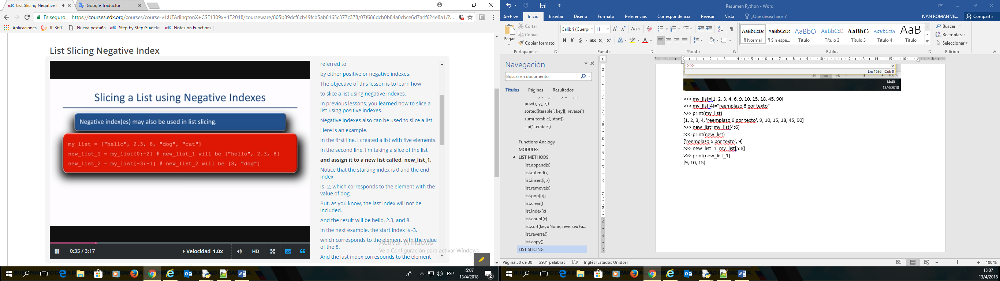 List Slicing Negative I
Google Traductor
Es seguro
https://courses.edx.org/courses/course-v1:UTArlingtonX+CSE1309x+1T2018/courseware/805b89dcf6cb49fcb5ab8165c377c378/07f686dcb0b84a0cbce6d7a4f624e8a1/?...
Aplicaciones
IP 360°
Nueva pestaña
Step by Step Guidelin
Notes on Functions |
List Slicing Negative Index
Slicing a List using Negative Indexes
Negative index(es) may also be used in list slicing.
my_list = ["hello", 2.3, 8, "dog", "cat"]
new_list_1 = my_list[0:-2] # new_list_1 will be ["hello", 2.3, 8]
new_list_2 = my_list[-3:-1] # new_list_2 will be [8, "dog"]
0:35 / 3:17
Velocidad 1.0x
HD
referred to
by either positive or negative indexes.
The objective of this lesson is to learn how
to slice a list using negative indexes.
In previous lessons, you learned how to slice a
list using positive indexes.
Negative indexes also can be used to slice a list.
Here is an example.
In the first line, I created a list with five elements.
In the second line, I'm taking a slice of the list
and assign it to a new list called, new_list_1.
Notice that the starting index is 0 and the end
index
is -2, which corresponds to the element with the
value of dog.
But, as you know, the last index will not be
included.
And the result will be hello, 2.3, and 8.
In the next example, the start index is -3,
which corresponds to the element with the value
of the 8.
And the last index corresponds to the element
Activar Windows
Ve a Configuración para activar Windows.
ESP
15:07
13/4/2018
2
Resumen Python - Word
Archivo
Inicio
Insertar
Diseño
Formato
Referencias
Correspondencia
Revisar
Vista
¿Qué desea hacer?
IVAN ROMAN VE...
Compartir
Pegar
Cortar
Copiar
Copiar formato
Portapapeles
Calibri (Cuerpo
11
N K S abc x₂ x²
Fuente
Párrafo
AaBbCcDc
¶ Normal
AaBbCcDc
¶ Sin espa...
AaBbC(
Título 1
AaBbCcE
Título 2
AaBbC
Título 3
AaBbCcDc
Título 4
AaB
Título
Estilos
Buscar
Reemplazar
Seleccionar
Edición
Navegación
Buscar en documento
Títulos
Páginas
Resultados
pow(x, y[, z])
sorted(iterable[, key][, reverse])
sum(iterable[, start])
zip(*iterables)
Functions Analogy
MODULES
LIST METHODS
list.append(x)
list.extend(x)
list.insert(i, x)
list.remove(x)
list.pop([i])
list.clear()
list.index(x)
list.count(x)
list.sort(key=None, reverse=Fa...
list.reverse()
list.copy()
LIST SLICING
>>>
Ln: 1536 Col: 0
100 %
14:40
13/4/2018
>>> my_list=[1, 2, 3, 4, 6, 9, 10, 15, 18, 45, 90]
>>> my_list[4]="reemplazo 6 por texto"
>>> print(my_list)
[1, 2, 3, 4, 'reemplazo 6 por texto', 9, 10, 15, 18, 45, 90]
>>> new_list=my_list[4:6]
>>> print(new_list)
['reemplazo 6 por texto', 9]
>>> new_list_1=my_list[5:8]
>>> print(new_list_1)
[9, 10, 15]
Página 30 de 30
2981 palabras
Inglés (Estados Unidos)
100 %
15:07
13/4/2018